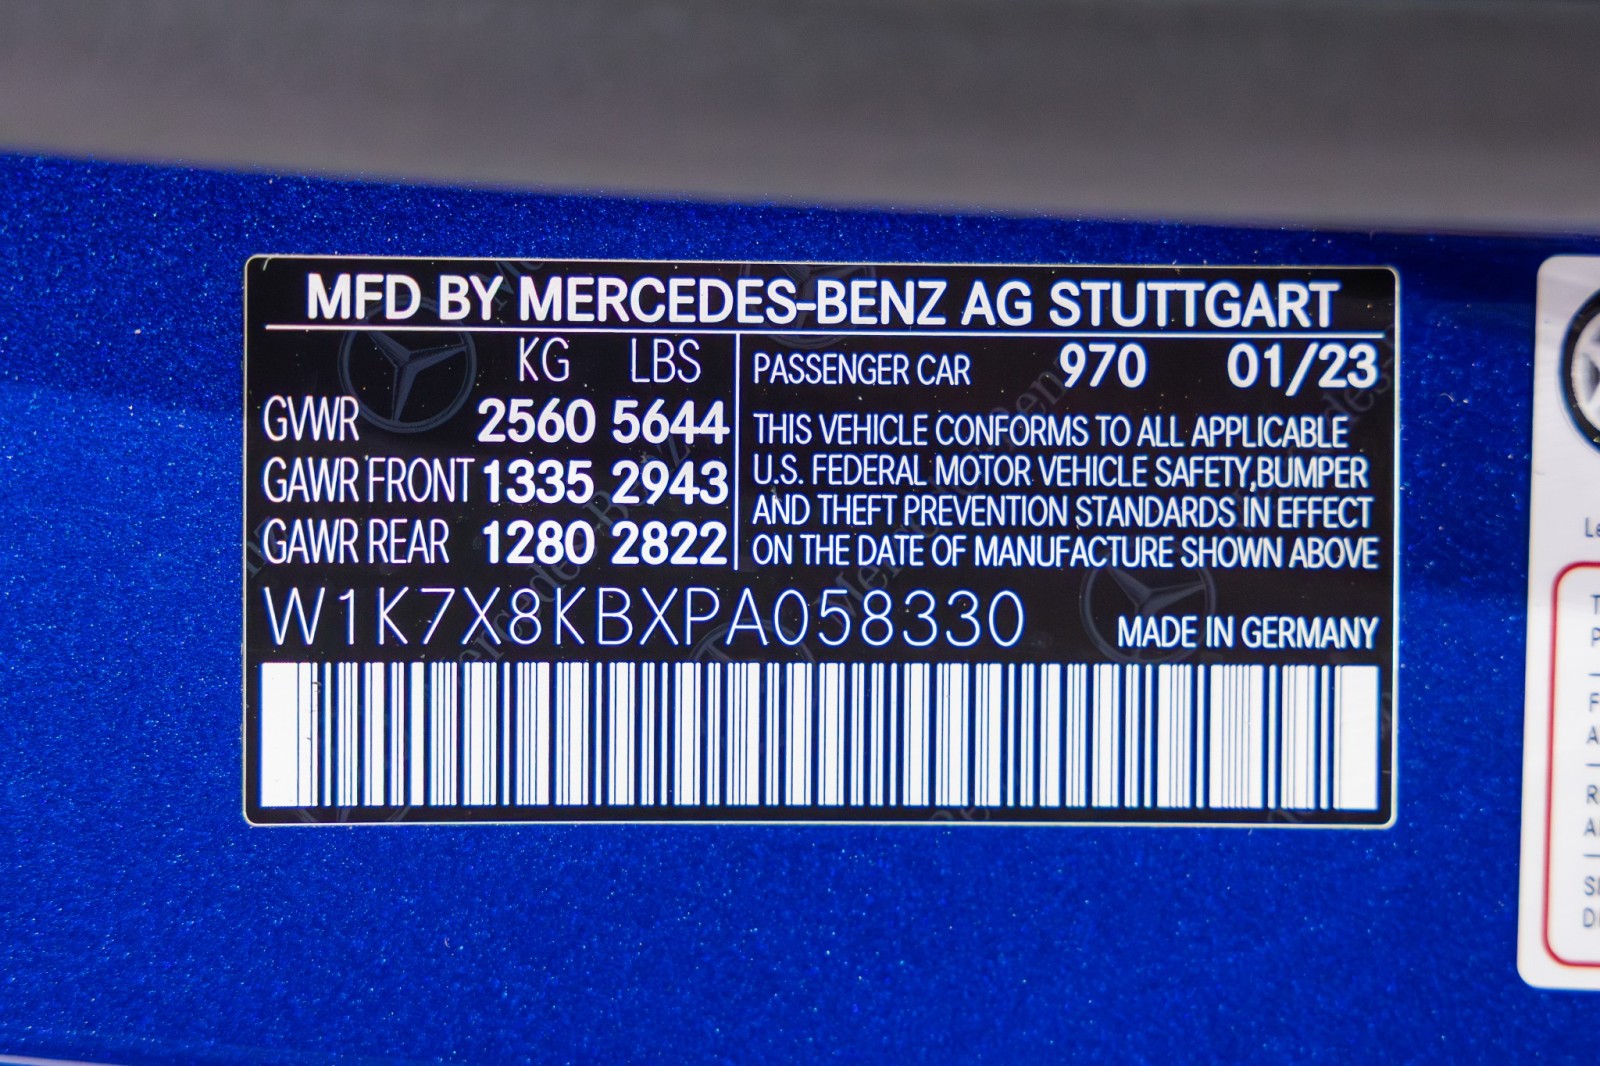 MFD BY MERCEDES-BENZ AG STUTTGART
KG LBS
GVWR 2560 5644
GAWR FRONT 1335 2943
GAWR REAR 1280 2822
PASSENGER CAR 970 01/23
THIS VEHICLE CONFORMS TO ALL APPLICABLE
U.S. FEDERAL MOTOR VEHICLE SAFETY,BUMPER
AND THEFT PREVENTION STANDARDS IN EFFECT
ON THE DATE OF MANUFACTURE SHOWN ABOVE
W1K7X8KBXPA058330
MADE IN GERMANY